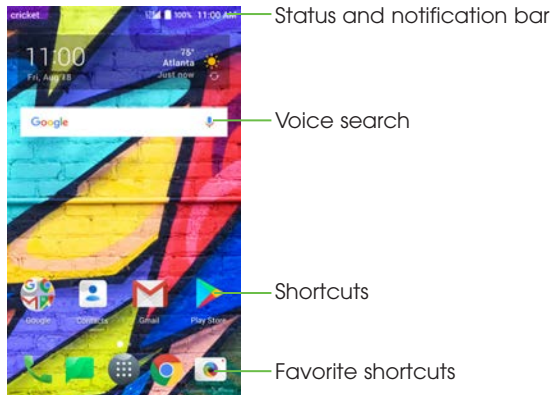 cricket 100% 11:00 AM
Status and notification bar
11:00
75°
Atlanta
Fri, Aug 18
Just now
Google
Voice search
Shortcuts
Google Contacts Gmail Play Store
Favorite shortcuts